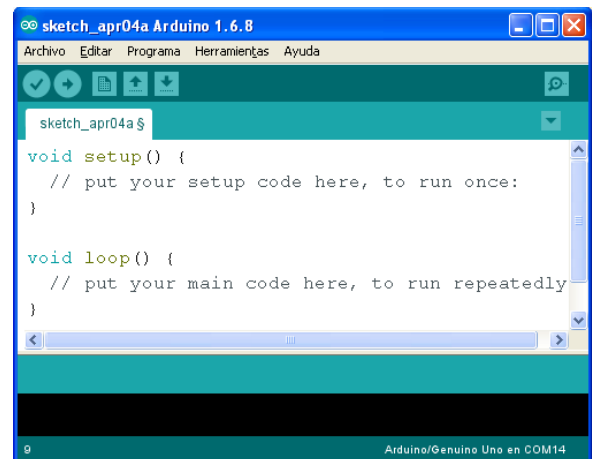 sketch_apr04a Arduino 1.6.8
Archivo Editar Programa Herramientas Ayuda
sketch_apr04a §
void setup() {
  // put your setup code here, to run once:
}
void loop() {
  // put your main code here, to run repeatedly
}
9 Arduino/Genuino Uno en COM14